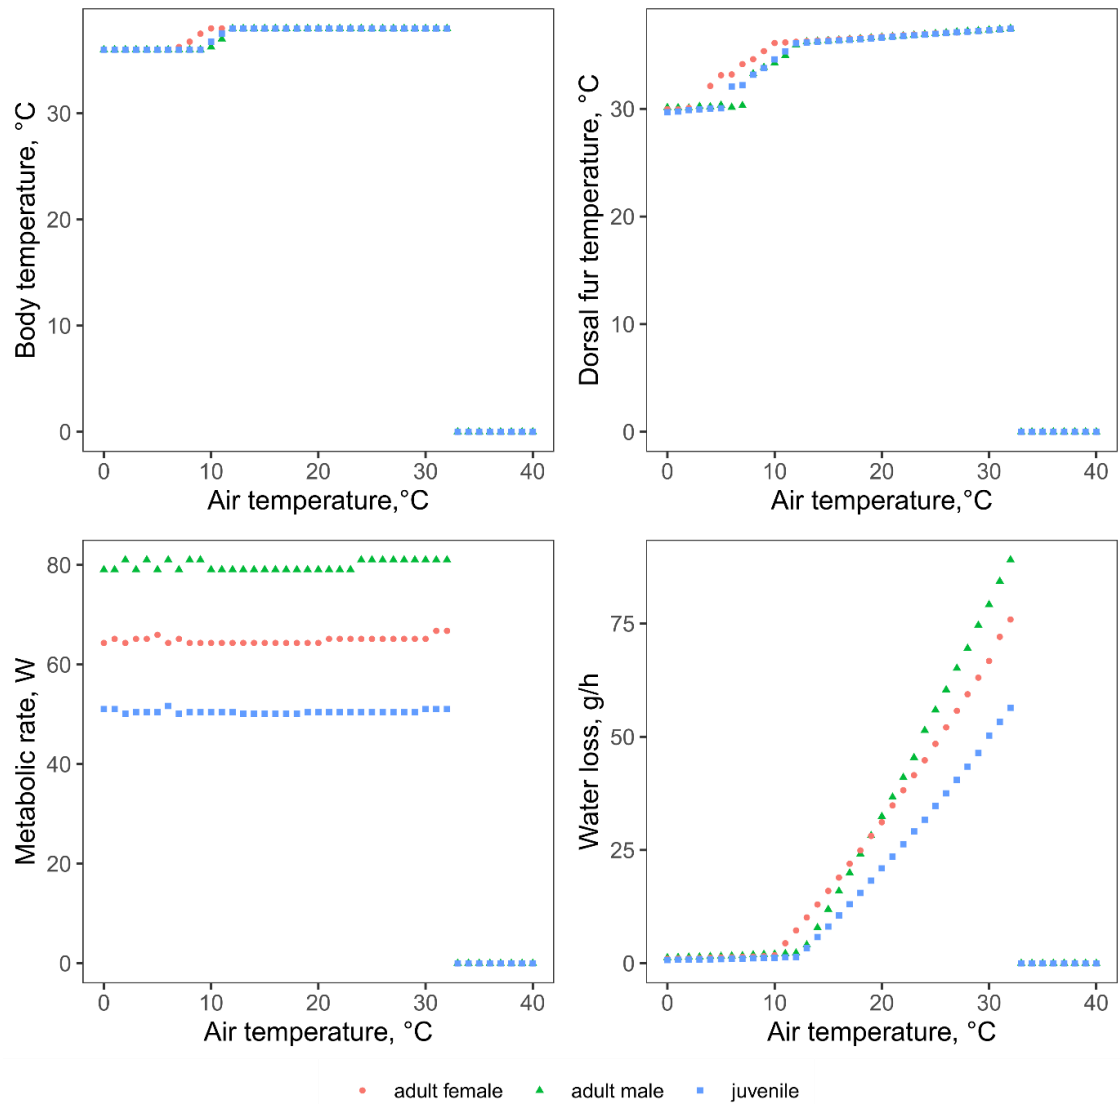 Body temperature, °C
30
20
10
0
0 10 20 30 40
Air temperature,°C
Dorsal fur temperature, °C
30
20
10
0
0 10 20 30 40
Air temperature,°C
Metabolic rate, W
80
60
40
20
0
0 10 20 30 40
Air temperature, °C
Water loss, g/h
75
50
25
0
0 10 20 30 40
Air temperature, °C
adult female adult male juvenile